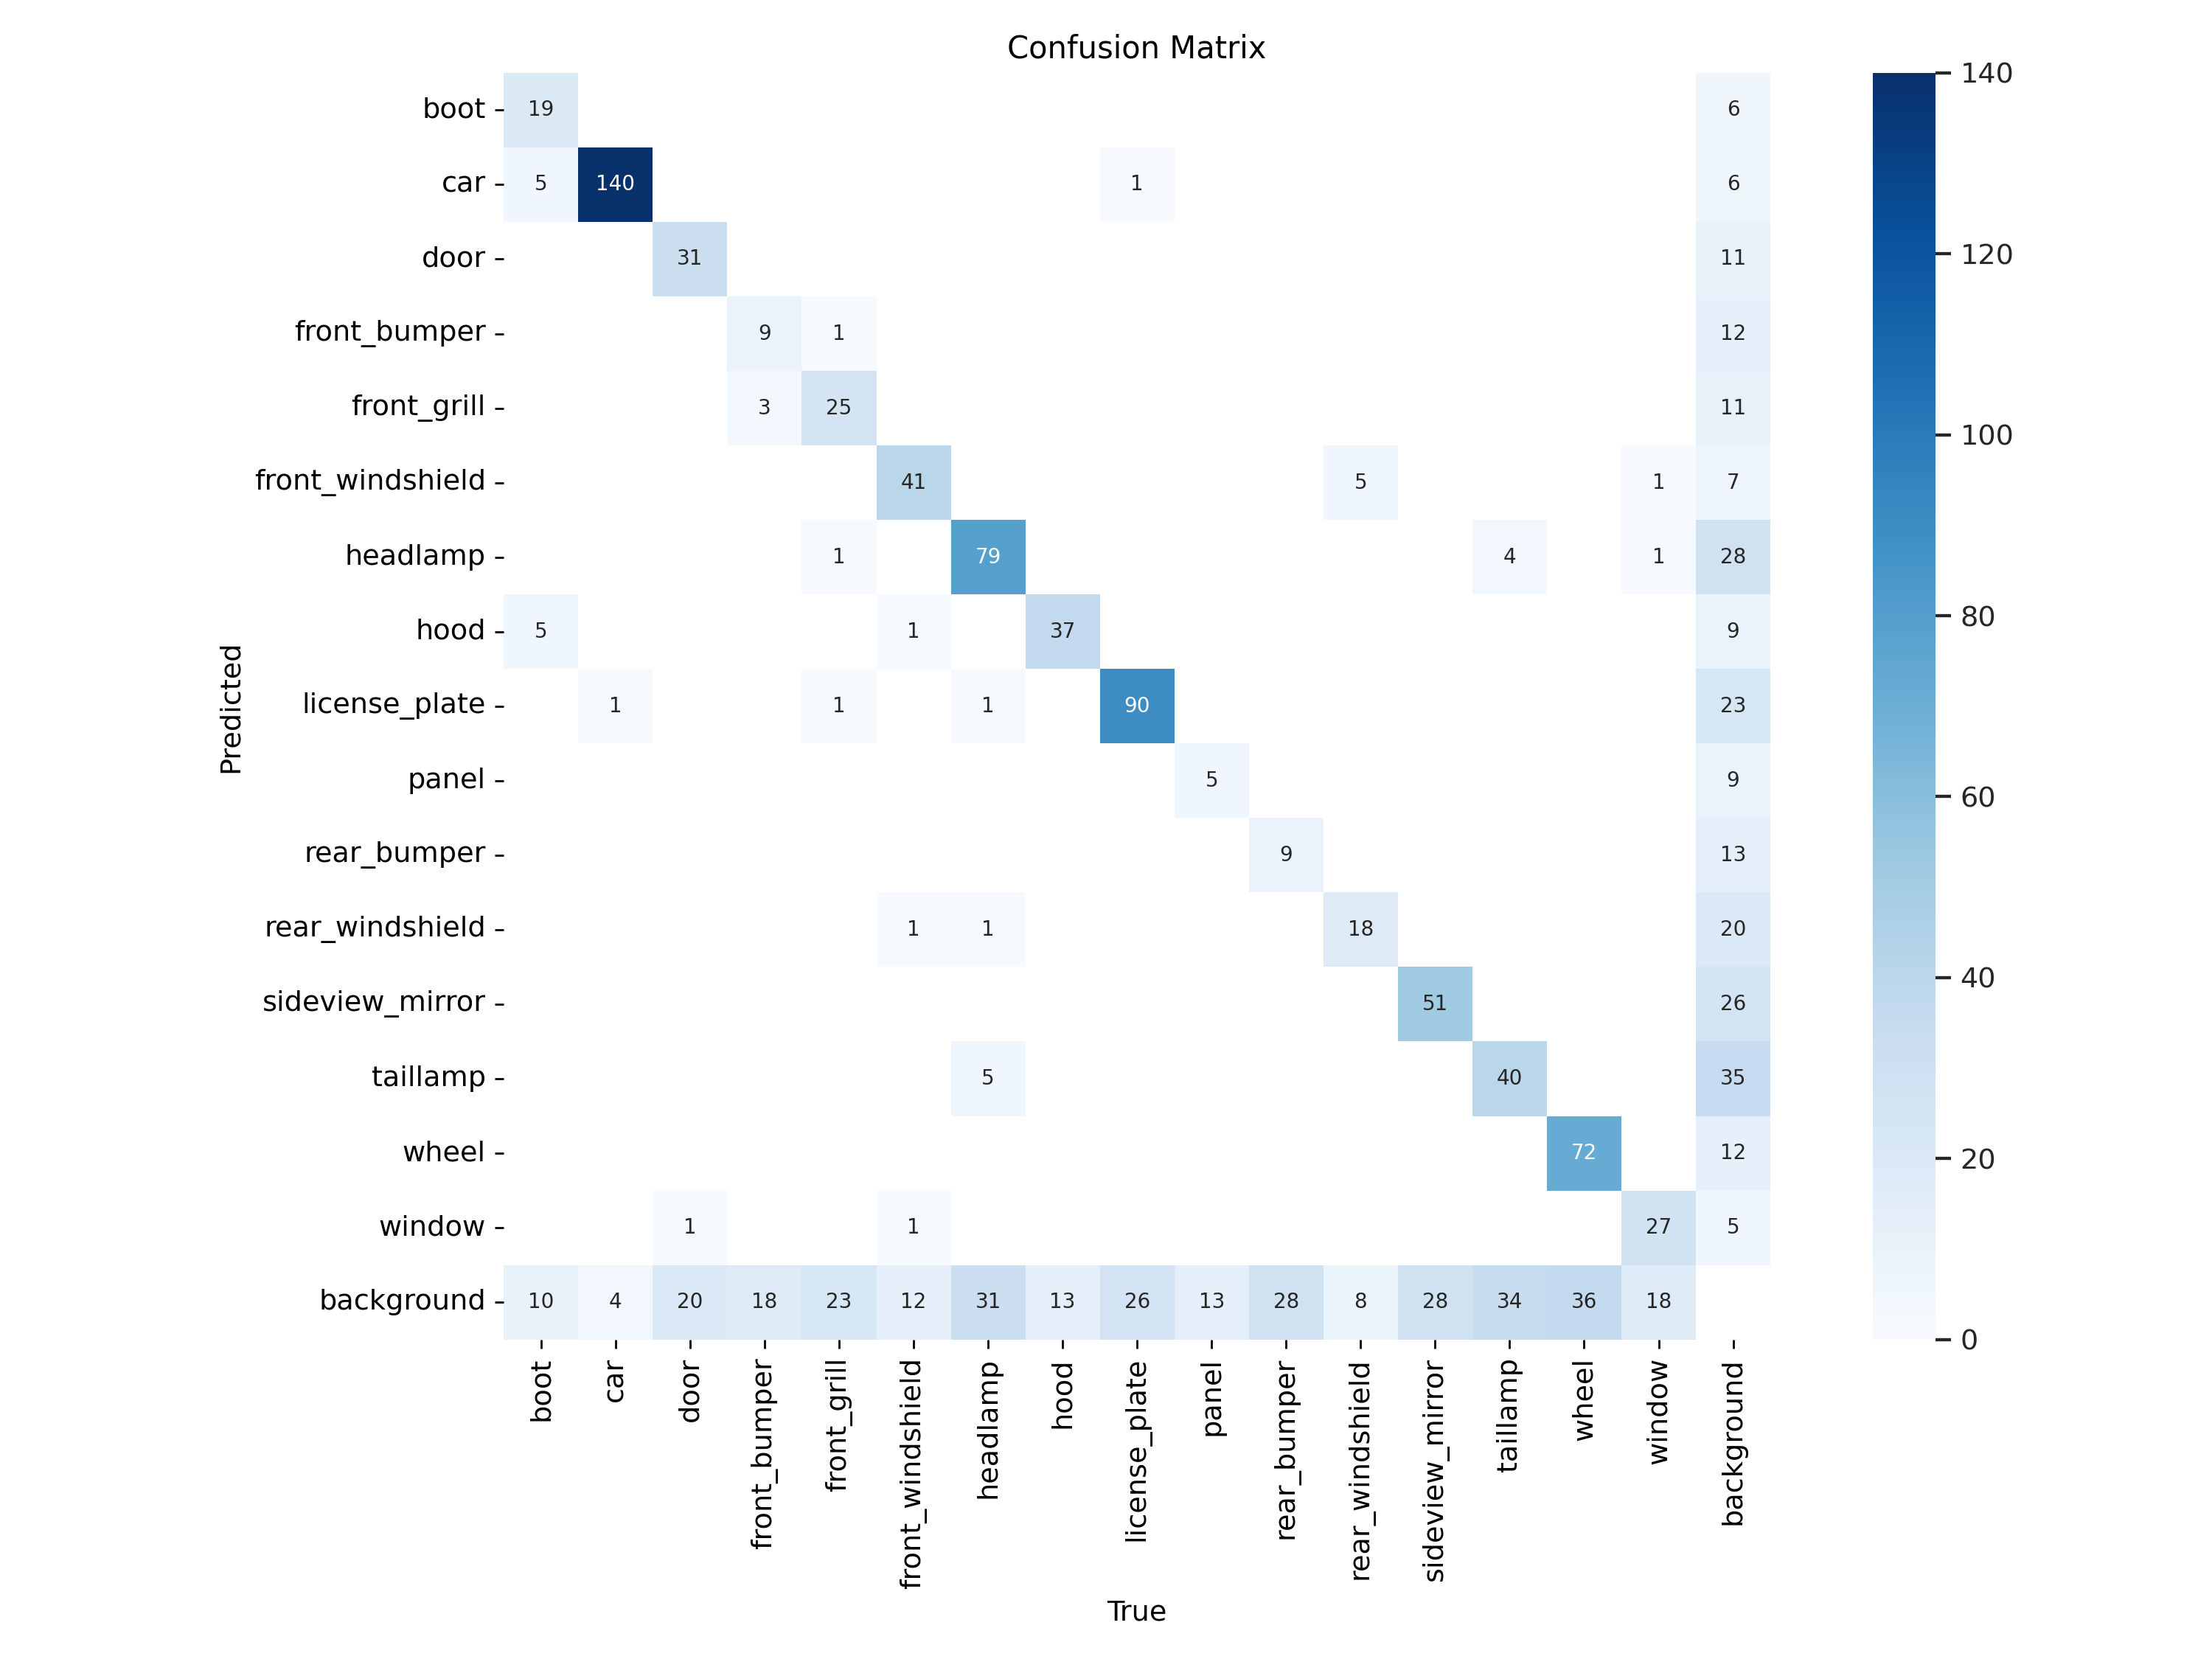 Confusion Matrix
boot 19 6
car 5 140 1 6
door 31 11
front_bumper 9 1 12
front_grill 3 25 11
front_windshield 41 5 1 7
headlamp 1 79 4 1 28
hood 5 1 37 9
license_plate 1 1 1 90 23
panel 5 9
rear_bumper 9 13
rear_windshield 1 1 18 20
sideview_mirror 51 26
taillamp 5 40 35
wheel 72 12
window 1 1 27 5
background 10 4 20 18 23 12 31 13 26 13 28 8 28 34 36 18
boot car door front_bumper front_grill front_windshield headlamp hood license_plate panel rear_bumper rear_windshield sideview_mirror taillamp wheel window background
True
Predicted
140
120
100
80
60
40
20
0